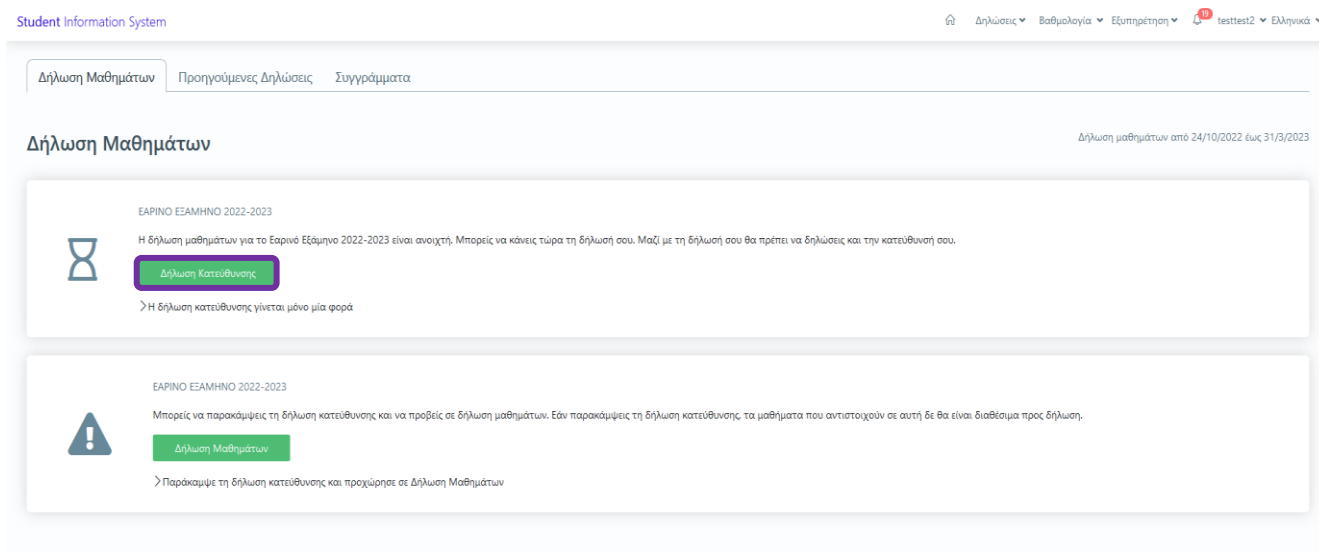 Student Information System
Δηλώσεις Βαθμολογία Εξυπηρέτηση 19 testtest2 Ελληνικά
Δήλωση Μαθημάτων Προηγούμενες Δηλώσεις Συγγράμματα
Δήλωση Μαθημάτων
Δήλωση μαθημάτων από 24/10/2022 έως 31/3/2023
ΕΑΡΙΝΟ ΕΞΑΜΗΝΟ 2022-2023
Η δήλωση μαθημάτων για το Εαρινό Εξάμηνο 2022-2023 είναι ανοιχτή. Μπορείς να κάνεις τώρα τη δήλωσή σου. Μαζί με τη δήλωσή σου θα πρέπει να δηλώσεις και την κατεύθυνσή σου.
Δήλωση Κατεύθυνσης
Η δήλωση κατεύθυνσης γίνεται μόνο μία φορά
ΕΑΡΙΝΟ ΕΞΑΜΗΝΟ 2022-2023
Μπορείς να παρακάμψεις τη δήλωση κατεύθυνσης και να προβείς σε δήλωση μαθημάτων. Εάν παρακάμψεις τη δήλωση κατεύθυνσης, τα μαθήματα που αντιστοιχούν σε αυτή δε θα είναι διαθέσιμα προς δήλωση.
Δήλωση Μαθημάτων
Παράκαμψε τη δήλωση κατεύθυνσης και προχώρησε σε Δήλωση Μαθημάτων